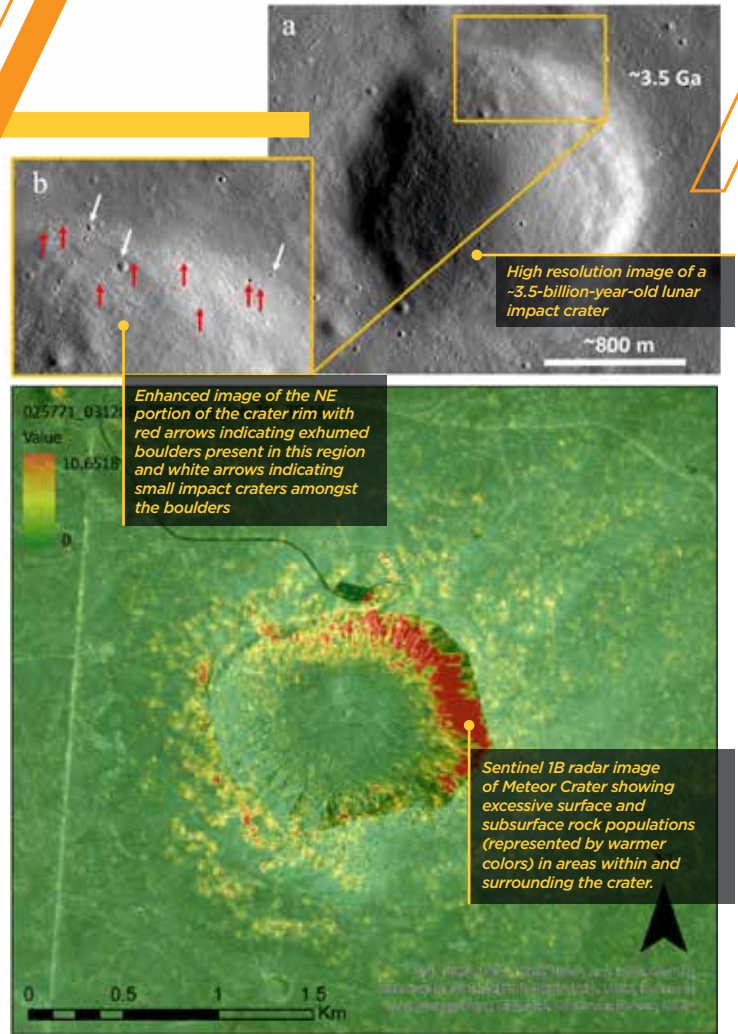 a
~3.5 Ga
b
High resolution image of a
~3.5-billion-year-old lunar
impact crater
~800 m
Enhanced image of the NE
portion of the crater rim with
red arrows indicating exhumed
boulders present in this region
and white arrows indicating
small impact craters amongst
the boulders
Value
10.6518
0
Sentinel 1B radar image
of Meteor Crater showing
excessive surface and
subsurface rock populations
(represented by warmer
colors) in areas within and
surrounding the crater.
0 0.5 1 1.5
Km